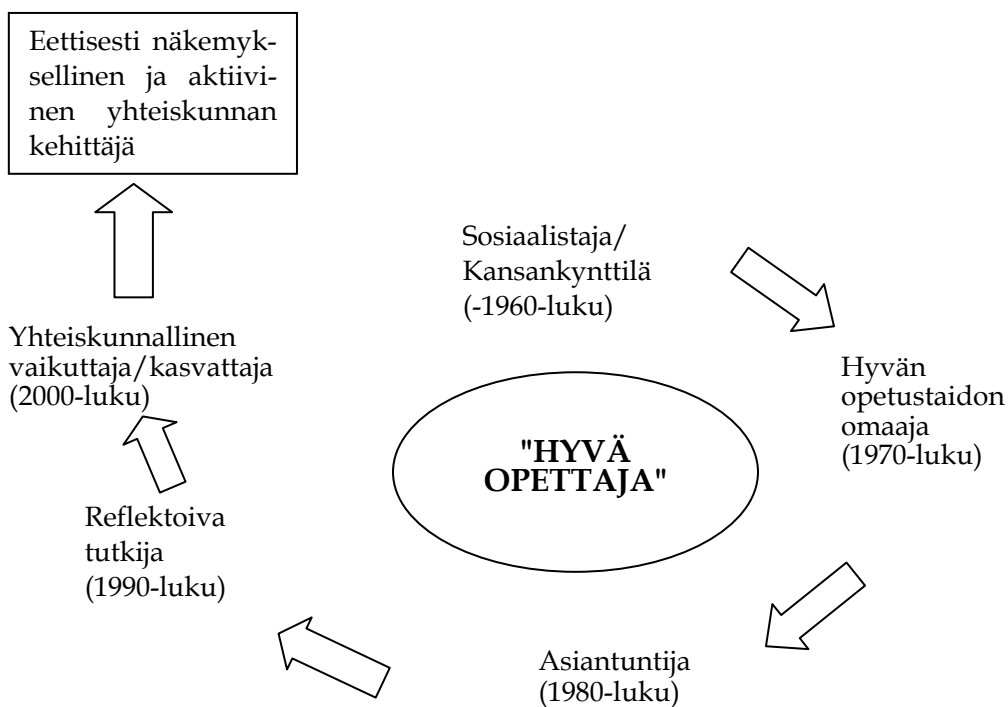 Eettisesti näkemyk-
sellinen ja aktiivi-
nen yhteiskunnan
kehittäjä
Sosiaalistaja/
Kansankynttilä
(-1960-luku)
Hyvän
opetustaidon
omaaja
(1970-luku)
Asiantuntija
(1980-luku)
Reflektoiva
tutkija
(1990-luku)
Yhteiskunnallinen
vaikuttaja/kasvattaja
(2000-luku)
"HYVÄ
OPETTAJA"